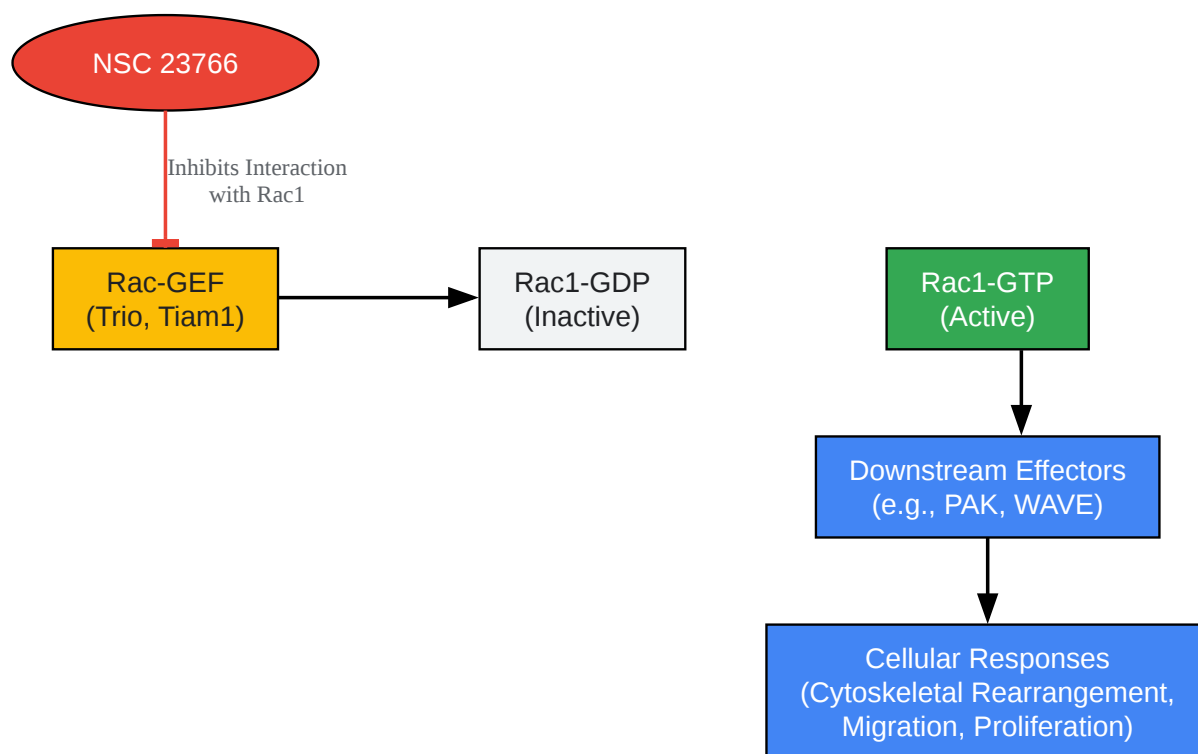 NSC 23766
Inhibits Interaction
with Rac1
Rac-GEF
(Trio, Tiam1)
Rac1-GDP
(Inactive)
Rac1-GTP
(Active)
Downstream Effectors
(e.g., PAK, WAVE)
Cellular Responses
(Cytoskeletal Rearrangement,
Migration, Proliferation)